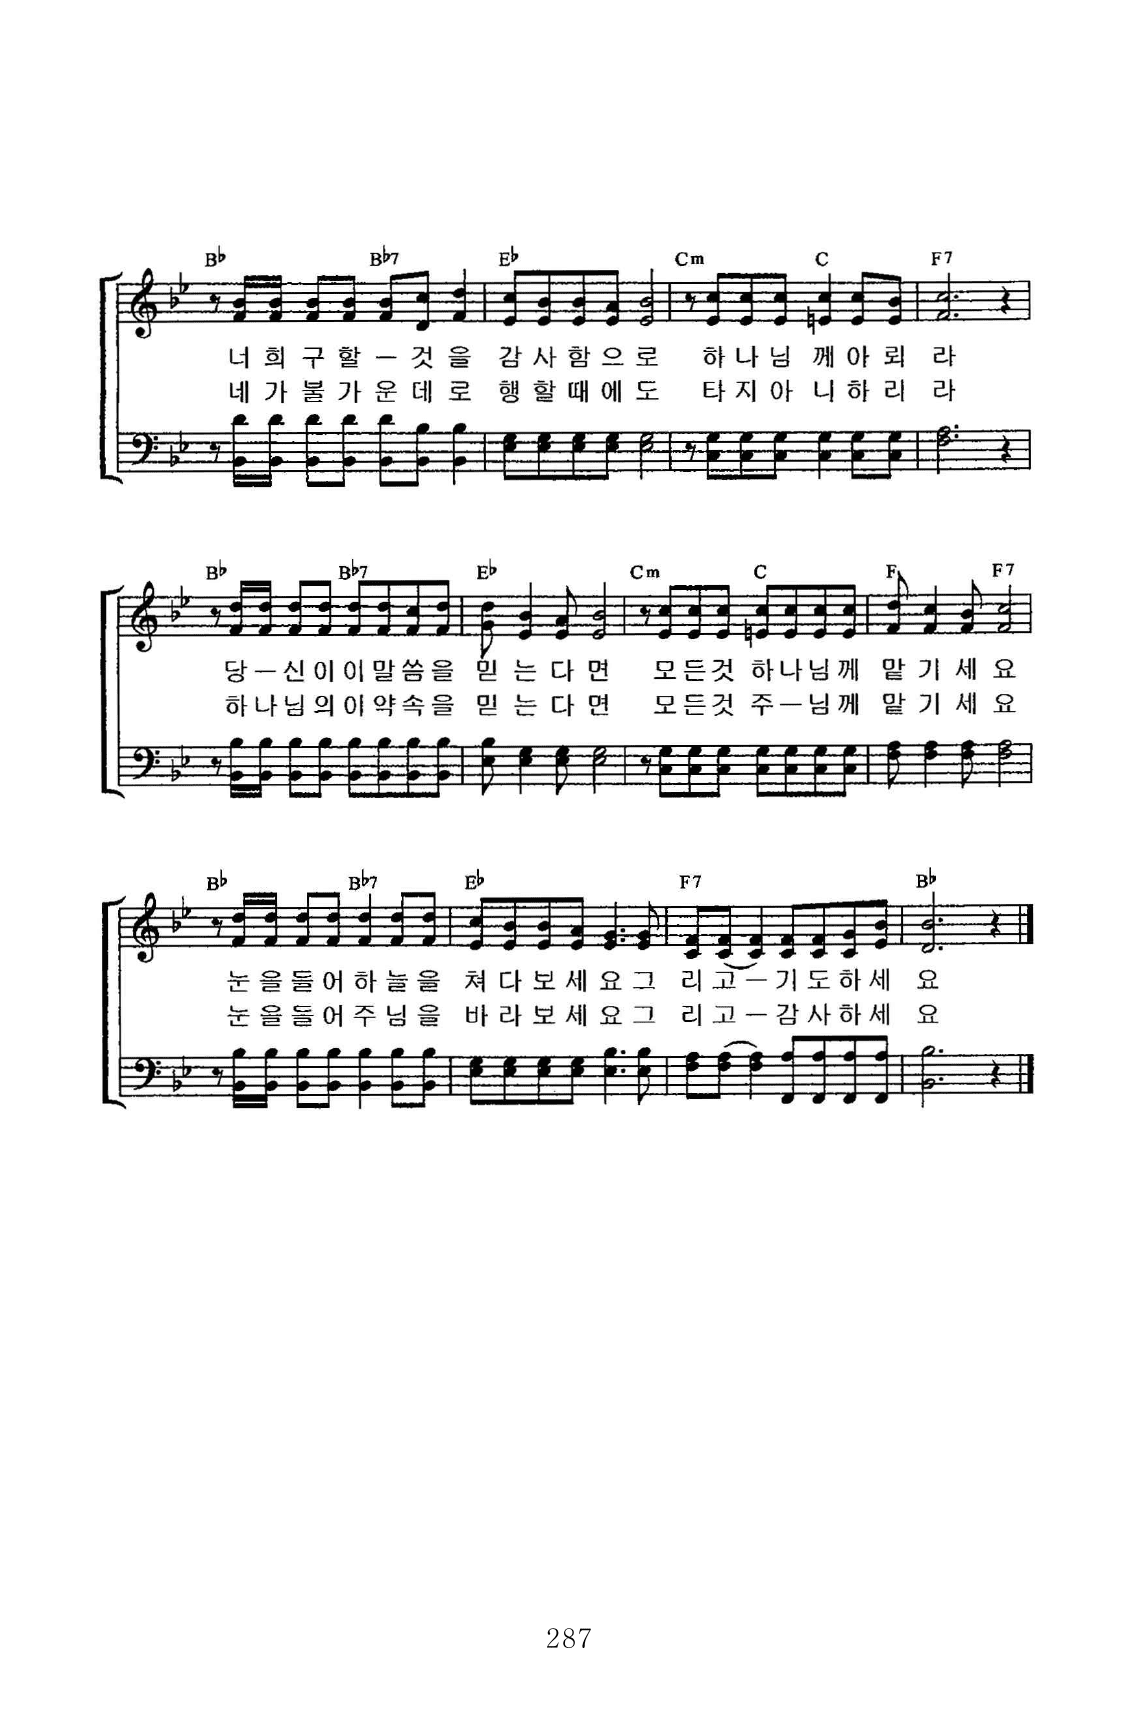 B♭ B♭7 E♭ Cm C F7
너 희 구 할 ー 것 을 감 사 함 으 로 하 나 님 께 아 뢰 라
네 가 불 가 운 데 로 행 할 때 에 도 타 지 아 니 하 리 라
B♭ B♭7 E♭ Cm C F F7
당 ー 신 이 이 말 씀 을 믿 는 다 면 모 든 것 하 나 님 께 맡 기 세 요
하 나 님 의 이 약 속 을 믿 는 다 면 모 든 것 주 ー 님 께 맡 기 세 요
B♭ B♭7 E♭ F7 B♭
눈 을 들 어 하 늘 을 쳐 다 보 세 요 그 리 고 ー 기 도 하 세 요
눈 을 들 어 주 님 을 바 라 보 세 요 그 리 고 ー 감 사 하 세 요
287